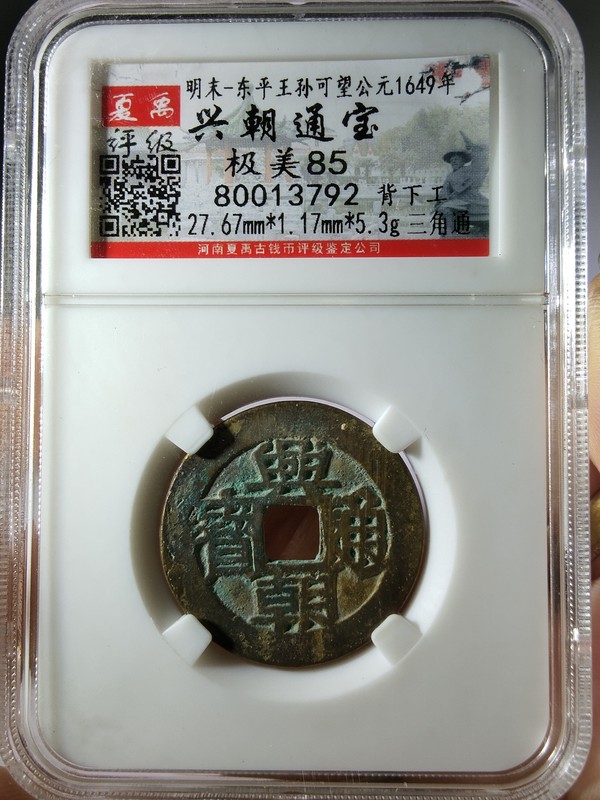 明末-东平王孙可望公元1649年
夏禹
评级
兴朝通宝
极美85
80013792 背下工
27.67mm*1.17mm*5.3g 三角通
河南夏禹古钱币评级鉴定公司
興
寶 通
朝